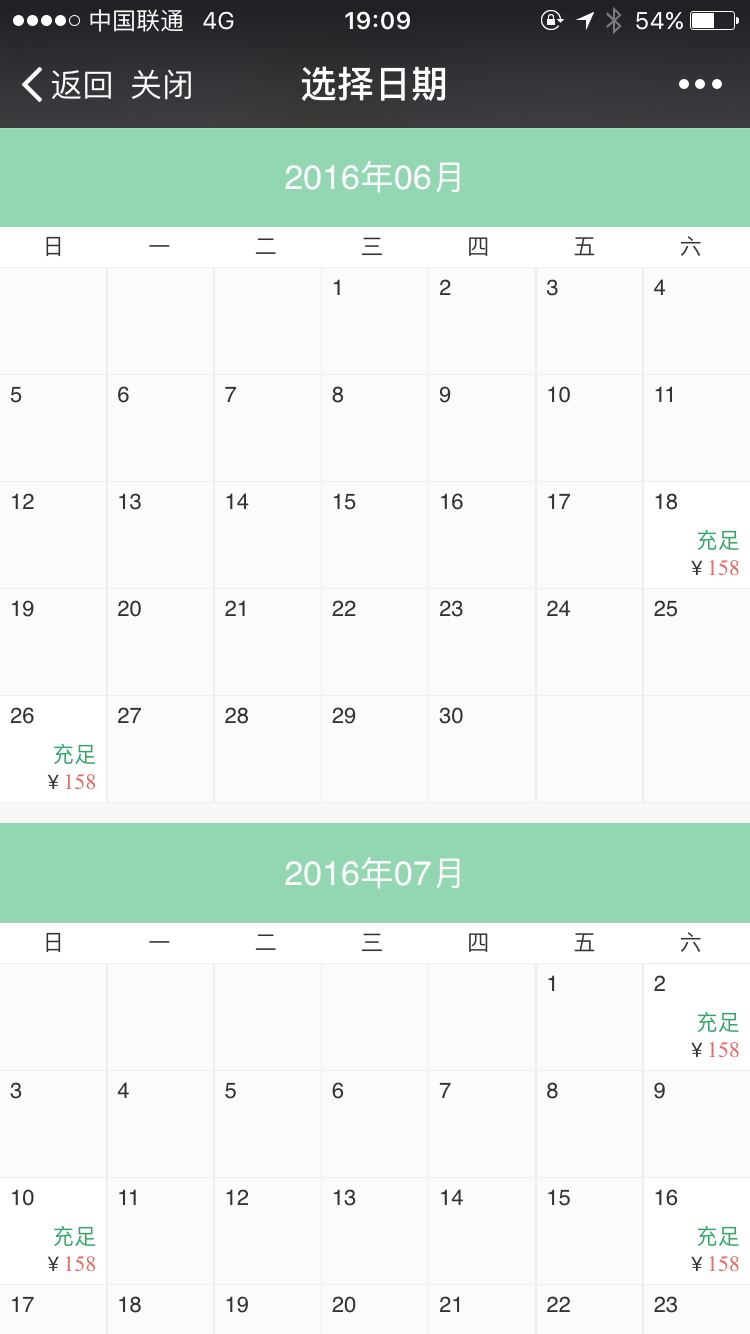 中国联通 4G 19:09 54%
返回 关闭 选择日期
2016年06月
日 一 二 三 四 五 六
1 2 3 4
5 6 7 8 9 10 11
12 13 14 15 16 17 18
充足
¥ 158
19 20 21 22 23 24 25
26 27 28 29 30
充足
¥ 158
2016年07月
日 一 二 三 四 五 六
1 2
充足
¥ 158
3 4 5 6 7 8 9
10 11 12 13 14 15 16
充足 充足
¥ 158 ¥ 158
17 18 19 20 21 22 23